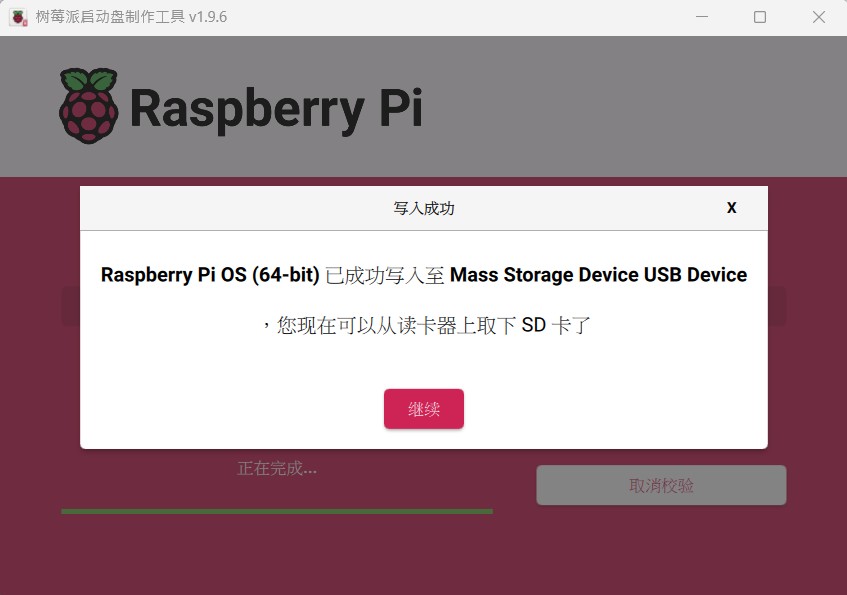 树莓派启动盘制作工具 v1.9.6
Raspberry Pi
写入成功
X
Raspberry Pi OS (64-bit) 已成功写入至 Mass Storage Device USB Device
，您现在可以从读卡器上取下 SD 卡了
继续
正在完成...
取消校验